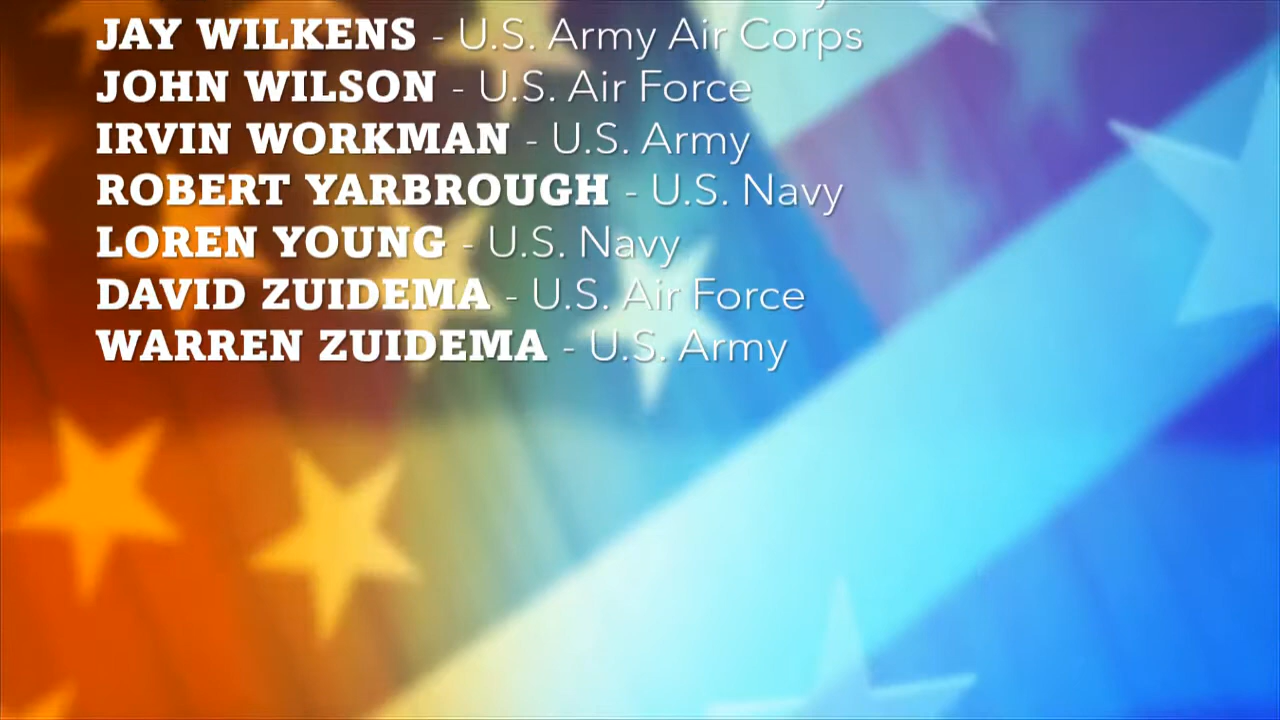 JAY WILKENS - U.S. Army Air Corps
JOHN WILSON - U.S. Air Force
IRVIN WORKMAN - U.S. Army
ROBERT YARBROUGH - U.S. Navy
LOREN YOUNG - U.S. Navy
DAVID ZUIDEMA - U.S. Air Force
WARREN ZUIDEMA - U.S. Army